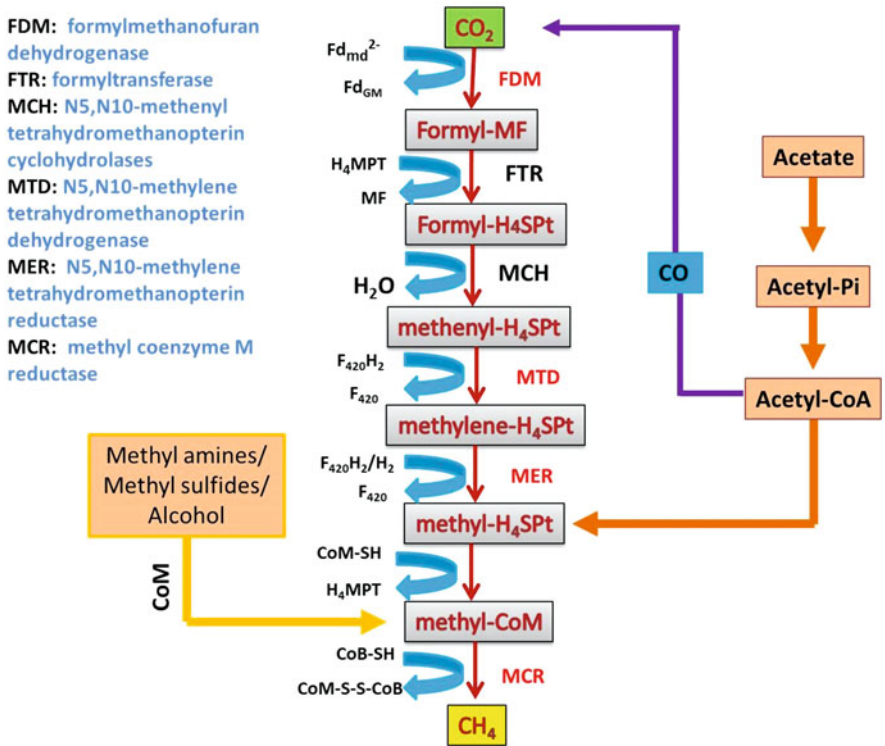 FDM: formylmethanofuran
dehydrogenase
FTR: formyltransferase
MCH: N5,N10-methenyl
tetrahydromethanopterin
cyclohydrolases
MTD: N5,N10-methylene
tetrahydromethanopterin
dehydrogenase
MER: N5,N10-methylene
tetrahydromethanopterin
reductase
MCR: methyl coenzyme M
reductase
CO₂
Fdmd²⁻
FdGM
FDM
Formyl-MF
H₄MPT
MF
FTR
Formyl-H₄SPt
H₂O
MCH
methenyl-H₄SPt
F₄₂₀H₂
F₄₂₀
MTD
methylene-H₄SPt
F₄₂₀H₂/H₂
F₄₂₀
MER
methyl-H₄SPt
CoM-SH
H₄MPT
methyl-CoM
CoB-SH
CoM-S-S-CoB
MCR
CH₄
Methyl amines/
Methyl sulfides/
Alcohol
CoM
CO
Acetate
Acetyl-Pi
Acetyl-CoA